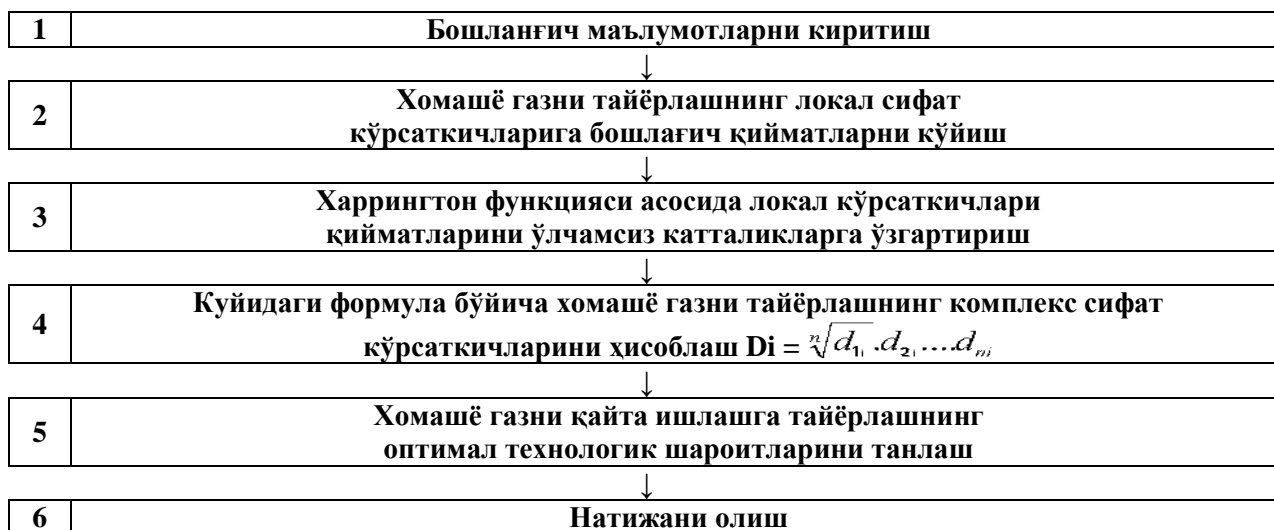 1 Бошланғич маълумотларни киритиш
↓
2 Хомашё газни тайёрлашнинг локал сифат
кўрсаткичларига бошлағич қийматларни кўйиш
↓
3 Харрингтон функцияси асосида локал кўрсаткичлари
қийматларини ўлчамсиз катталикларга ўзгартириш
↓
4 Куйидаги формула бўйича хомашё газни тайёрлашнинг комплекс сифат
кўрсаткичларини ҳисоблаш Di = ⁿ√d₁ᵢ.d₂ᵢ....dₙᵢ
↓
5 Хомашё газни қайта ишлашга тайёрлашнинг
оптимал технологик шароитларини танлаш
↓
6 Натижани олиш